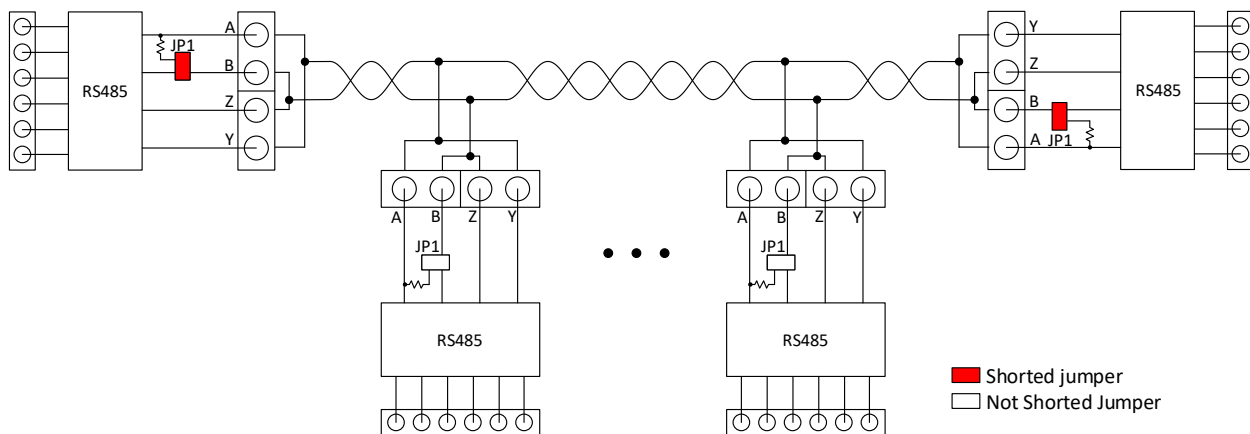 A
JP1
B
RS485
Z
Y
Y
Z
RS485
B
JP1
A
A B Z Y
JP1
RS485
A B Z Y
JP1
RS485
Shorted jumper
Not Shorted Jumper